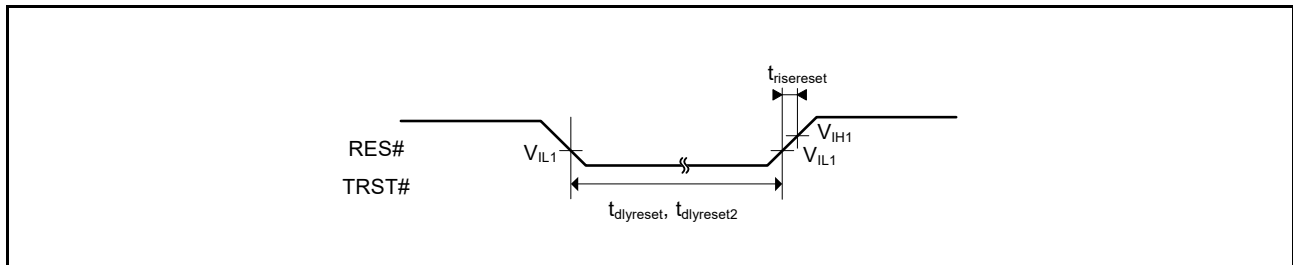 trisereset
VIH1
RES#
VIL1
VIL1
TRST#
tdlyreset, tdlyreset2